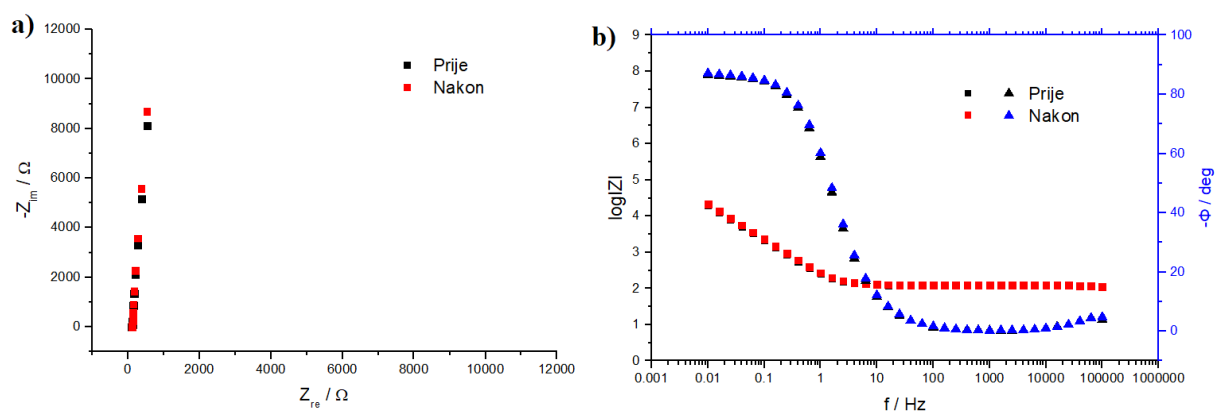 a)
12000
10000
8000
6000
4000
2000
0
-Z_im / Ω
0 2000 4000 6000 8000 10000 12000
Z_re / Ω
Prije
Nakon
b)
9
8
7
6
5
4
3
2
1
0
log|Z|
0.001 0.01 0.1 1 10 100 1000 10000 100000 1000000
f / Hz
100
80
60
40
20
0
-Φ / deg
Prije
Nakon